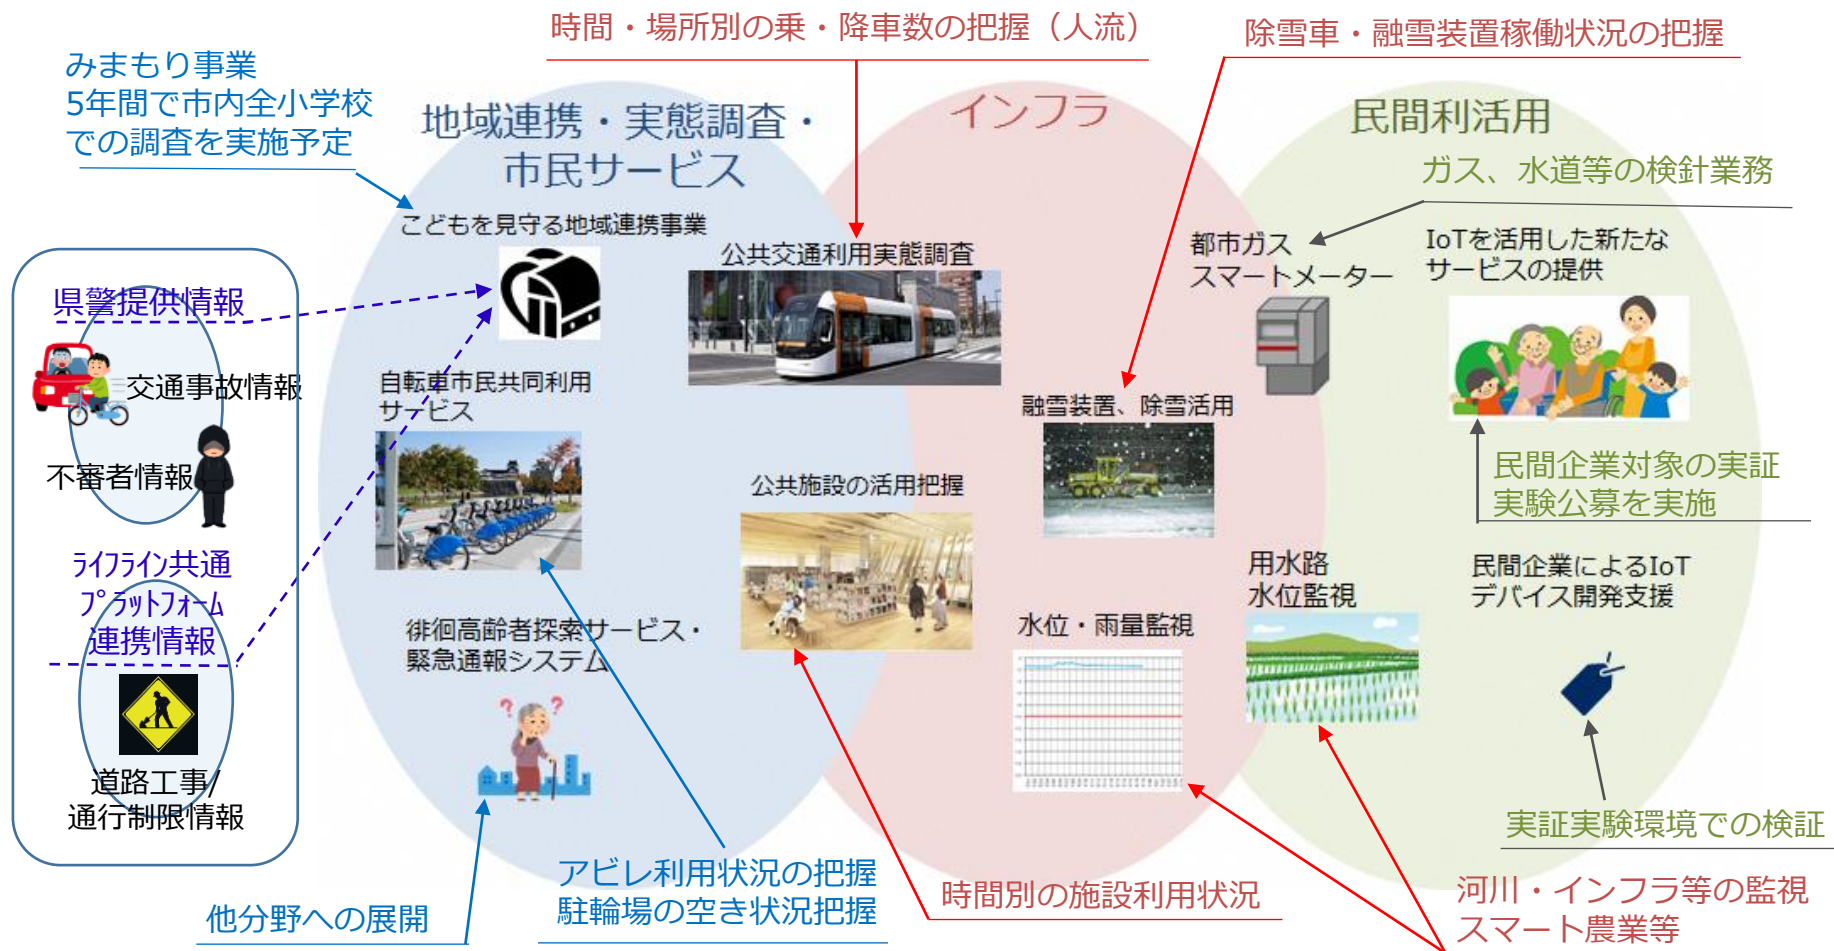 時間・場所別の乗・降車数の把握（人流）
除雪車・融雪装置稼働状況の把握
みまもり事業
5年間で市内全小学校
での調査を実施予定
地域連携・実態調査・
市民サービス
インフラ
民間利活用
ガス、水道等の検針業務
こどもを見守る地域連携事業
公共交通利用実態調査
都市ガス
スマートメーター
IoTを活用した新たな
サービスの提供
県警提供情報
交通事故情報
不審者情報
自転車市民共同利用
サービス
融雪装置、除雪活用
公共施設の活用把握
民間企業対象の実証
実験公募を実施
ﾗｲﾌﾗｲﾝ共通
ﾌﾟﾗｯﾄﾌｫｰﾑ
連携情報
用水路
水位監視
民間企業によるIoT
デバイス開発支援
徘徊高齢者探索サービス・
緊急通報システム
水位・雨量監視
道路工事/
通行制限情報
実証実験環境での検証
アビレ利用状況の把握
駐輪場の空き状況把握
時間別の施設利用状況
河川・インフラ等の監視
スマート農業等
他分野への展開